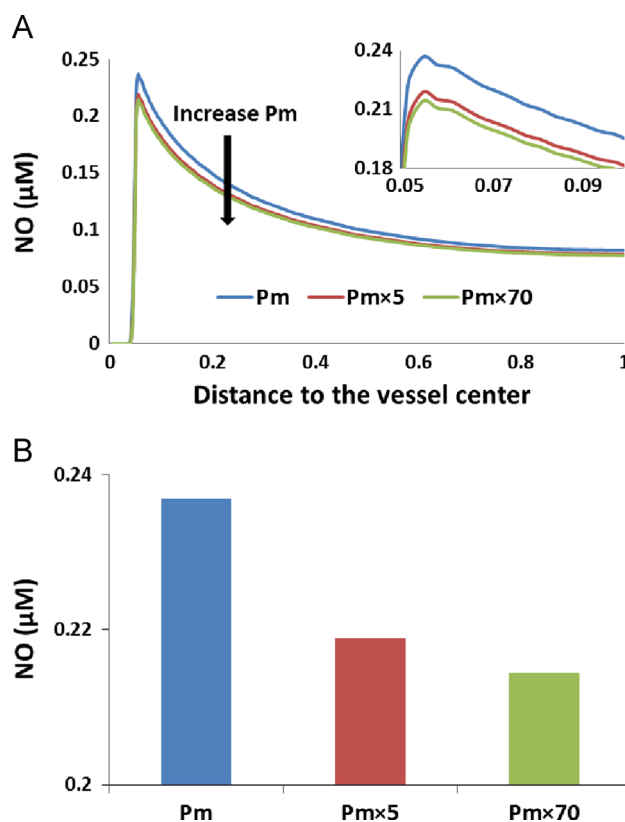 A
0.25
0.2
0.15
0.1
0.05
0
NO (µM)
Increase Pm
0.24
0.21
0.18
0.05 0.07 0.09
Pm Pm×5 Pm×70
0 0.2 0.4 0.6 0.8 1
Distance to the vessel center
B
0.24
0.22
0.2
NO (µM)
Pm Pm×5 Pm×70